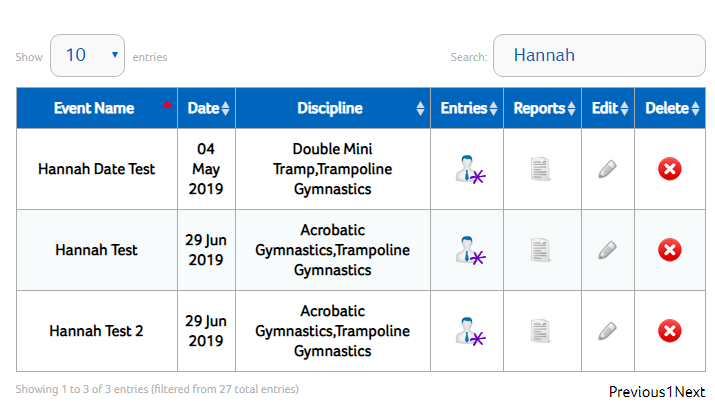 Show 10 entries Search: Hannah
Event Name Date Discipline Entries Reports Edit Delete
Hannah Date Test
04
May
2019
Double Mini
Tramp,Trampoline
Gymnastics
Hannah Test
29 Jun
2019
Acrobatic
Gymnastics,Trampoline
Gymnastics
Hannah Test 2
29 Jun
2019
Acrobatic
Gymnastics,Trampoline
Gymnastics
Showing 1 to 3 of 3 entries (filtered from 27 total entries) Previous1Next